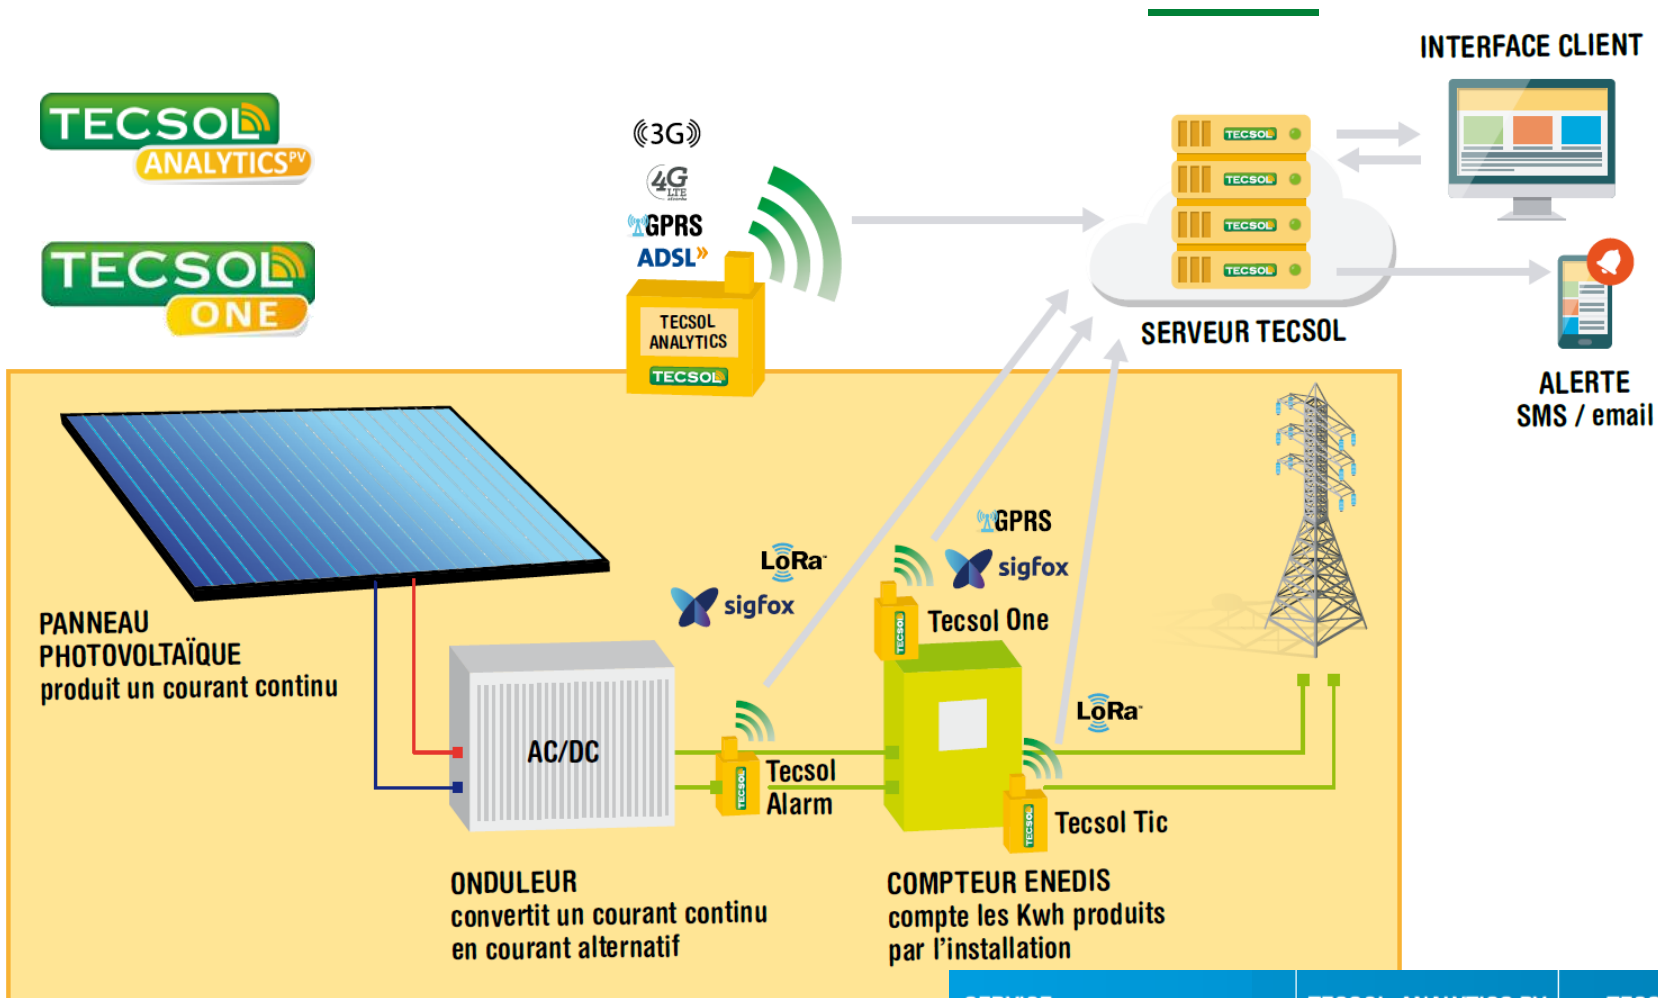 INTERFACE CLIENT
TECSOL
ANALYTICS PV
TECSOL
ONE
3G
4G
LTE
GPRS
ADSL
TECSOL
ANALYTICS
TECSOL
TECSOL
TECSOL
TECSOL
TECSOL
SERVEUR TECSOL
ALERTE
SMS / email
PANNEAU
PHOTOVOLTAÏQUE
produit un courant continu
LoRa
sigfox
GPRS
sigfox
TECSOL
Tecsol One
LoRa
AC/DC
TECSOL
Tecsol
Alarm
TECSOL
Tecsol Tic
ONDULEUR
convertit un courant continu
en courant alternatif
COMPTEUR ENEDIS
compte les Kwh produits
par l'installation